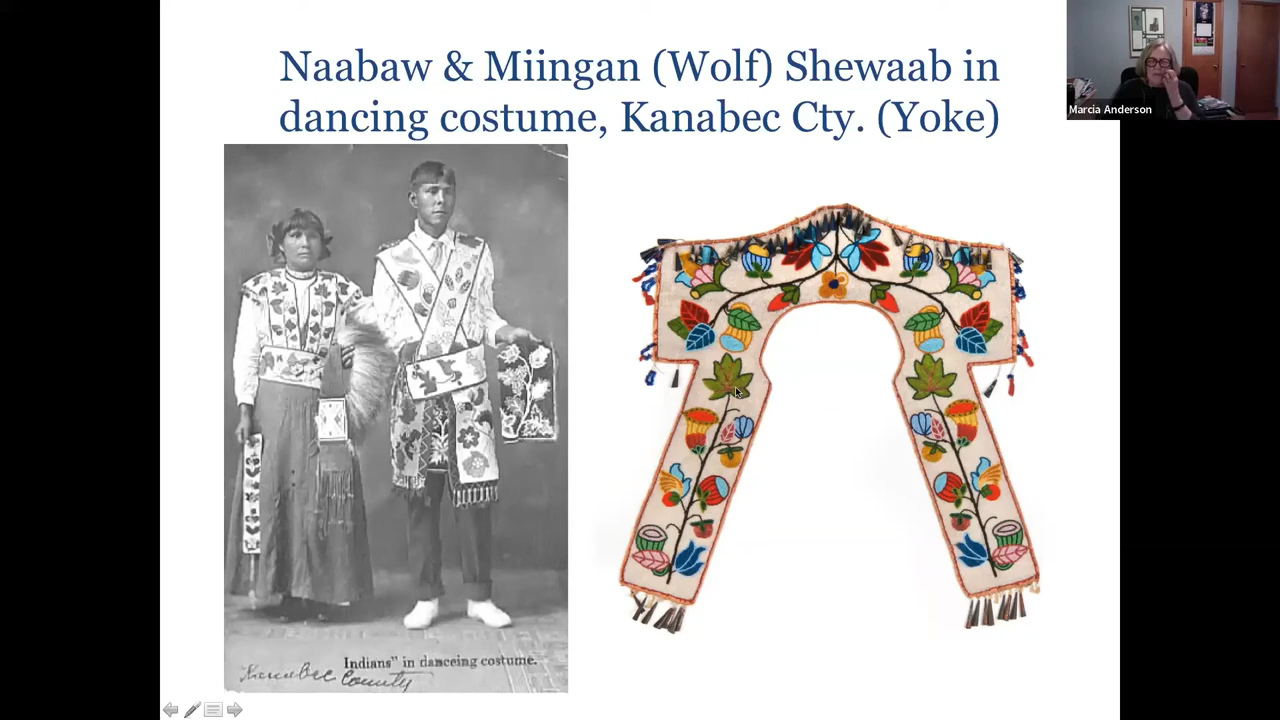 Naabaw & Miingan (Wolf) Shewaab in
dancing costume, Kanabec Cty. (Yoke)
Marcia Anderson
Indians" in danceing costume.
Kanabec County